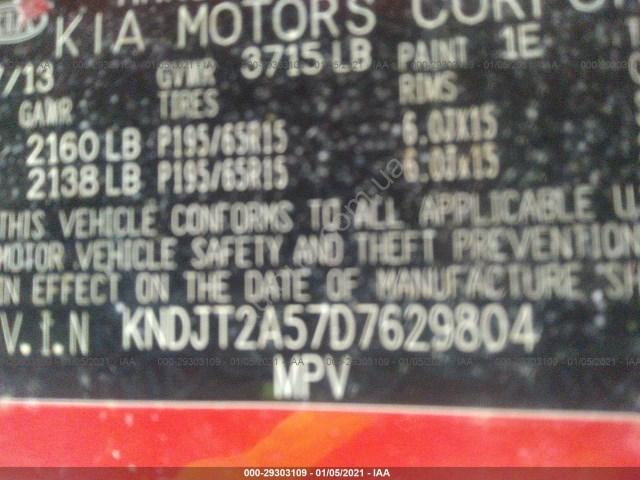 KIA MOTORS CORPO
/13 GVWR 3715 LB PAINT 1E
GAWR TIRES RIMS
2160 LB P195/65R15 6.0Jx15
2138 LB P195/65R15 6.0Jx15
THIS VEHICLE CONFORMS TO ALL APPLICABLE U
MOTOR VEHICLE SAFETY AND THEFT PREVENTION
IN EFFECT ON THE DATE OF MANUFACTURE SH
V.I.N KNDJT2A57D7629804
MPV
000-29303109 - 01/05/2021 - IAA